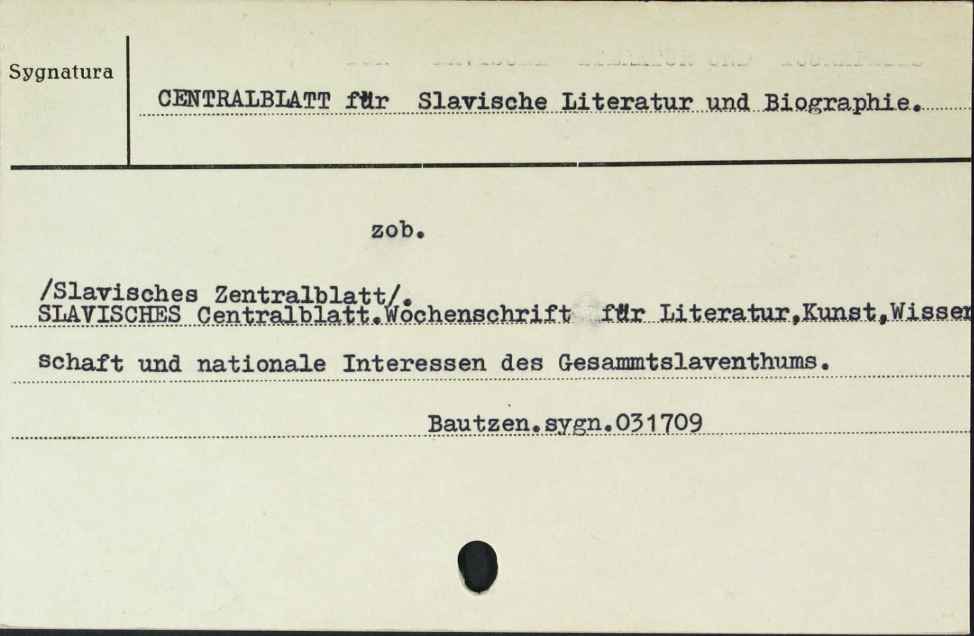 Sygnatura
CENTRALBLATT für Slavische Literatur und Biographie.
zob.
/Slavisches Zentralblatt/.
SLAVISCHES Centralblatt.Wochenschrift für Literatur,Kunst,Wissen
schaft und nationale Interessen des Gesammtslaventhums.
Bautzen.sygn.031709